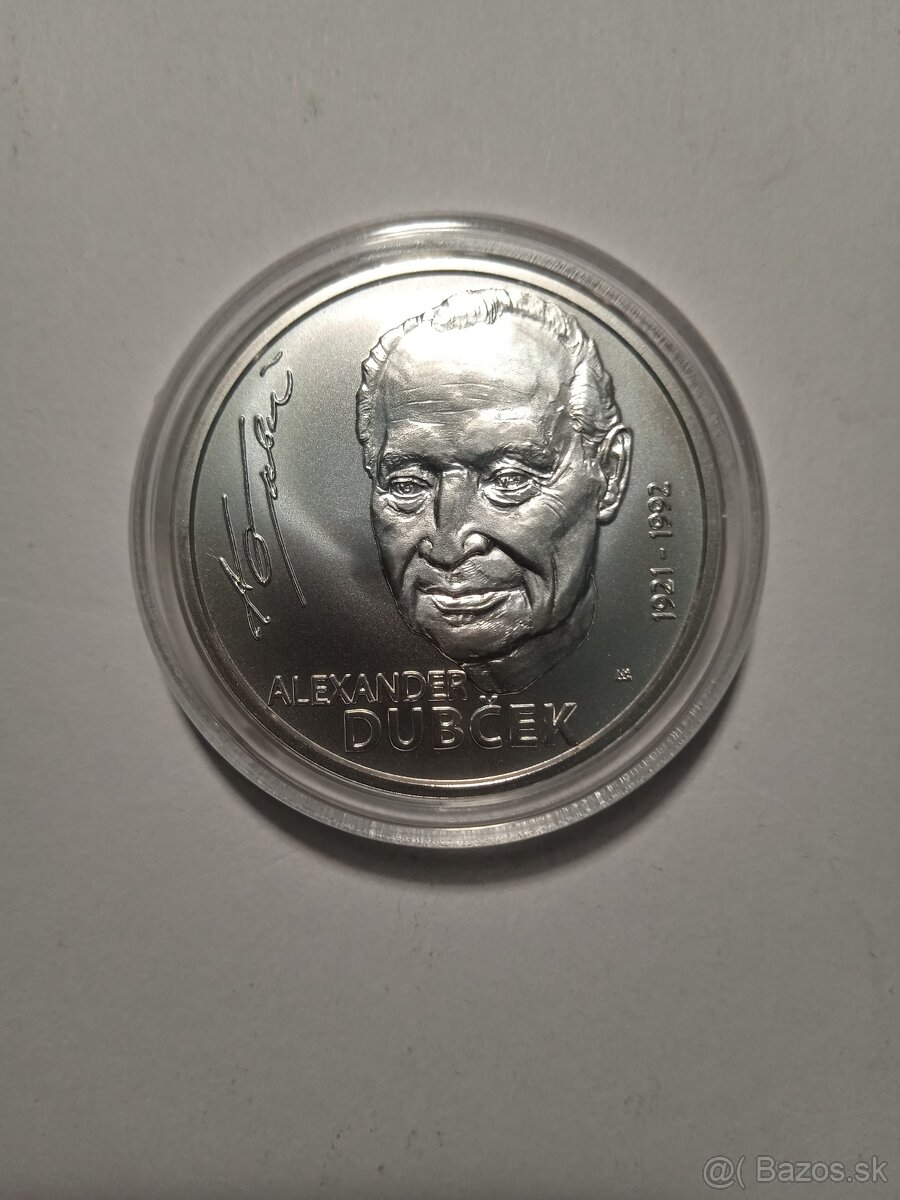 1921 - 1992
ALEXANDER
DUBČEK
@( Bazos.sk